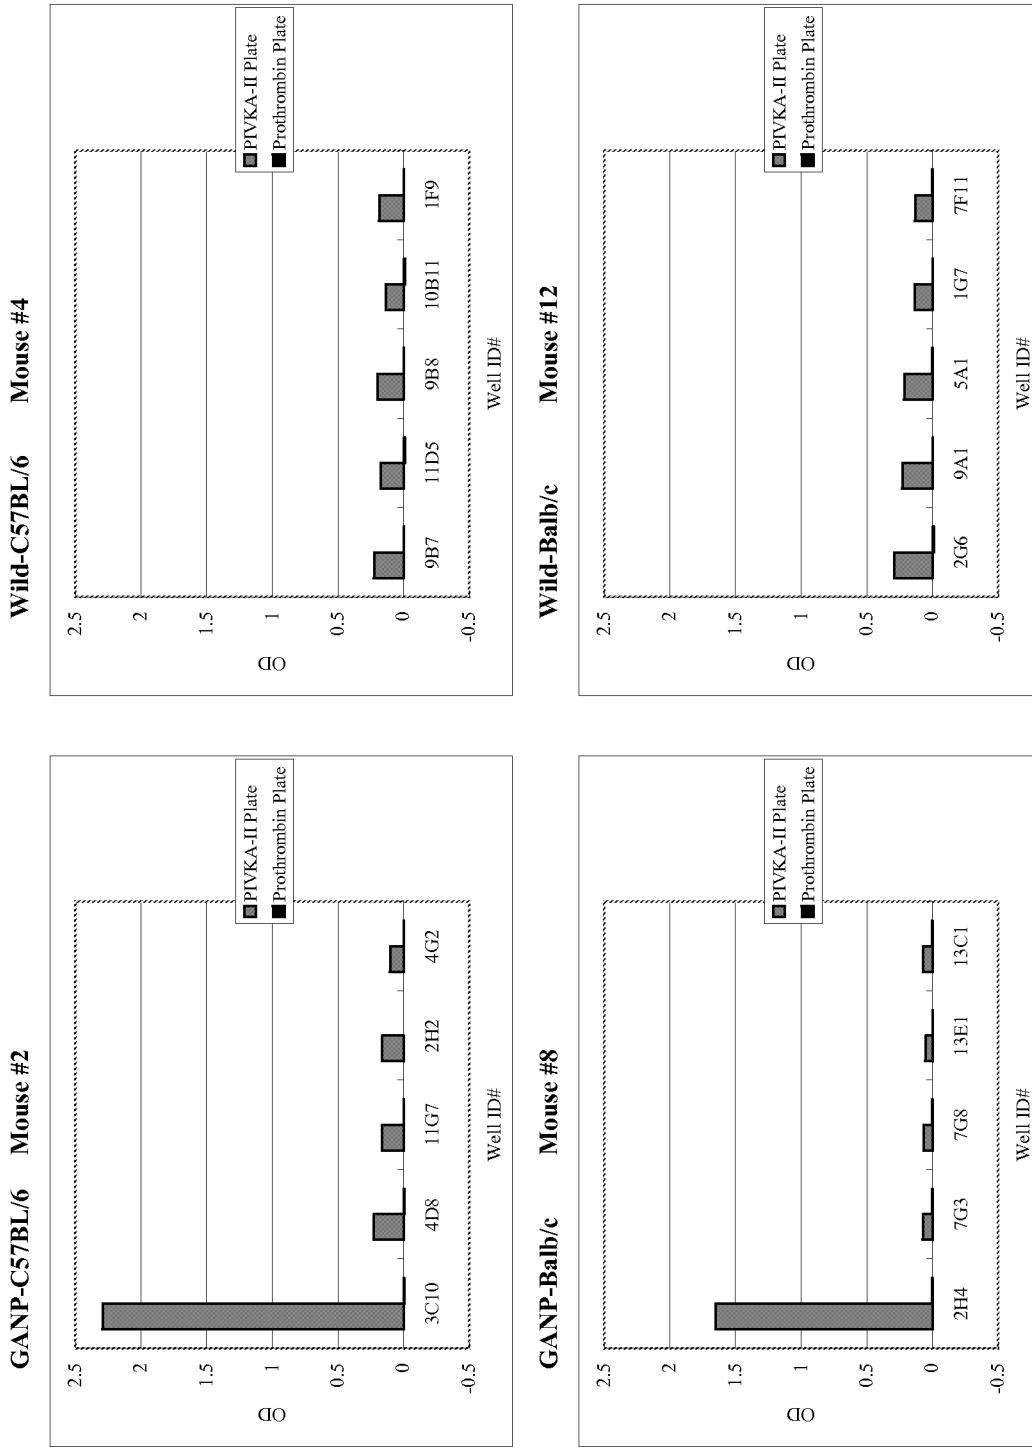 GANP-C57BL/6 Mouse #2
2.5
2
1.5
1
0.5
0
-0.5
OD
3C10 4D8 11G7 2H2 4G2
Well ID#
PIVKA-II Plate
Prothrombin Plate
Wild-C57BL/6 Mouse #4
2.5
2
1.5
1
0.5
0
-0.5
OD
9B7 11D5 9B8 10B11 1F9
Well ID#
PIVKA-II Plate
Prothrombin Plate
GANP-Balb/c Mouse #8
2.5
2
1.5
1
0.5
0
-0.5
OD
2H4 7G3 7G8 13E1 13C1
Well ID#
PIVKA-II Plate
Prothrombin Plate
Wild-Balb/c Mouse #12
2.5
2
1.5
1
0.5
0
-0.5
OD
2G6 9A1 5A1 1G7 7F11
Well ID#
PIVKA-II Plate
Prothrombin Plate